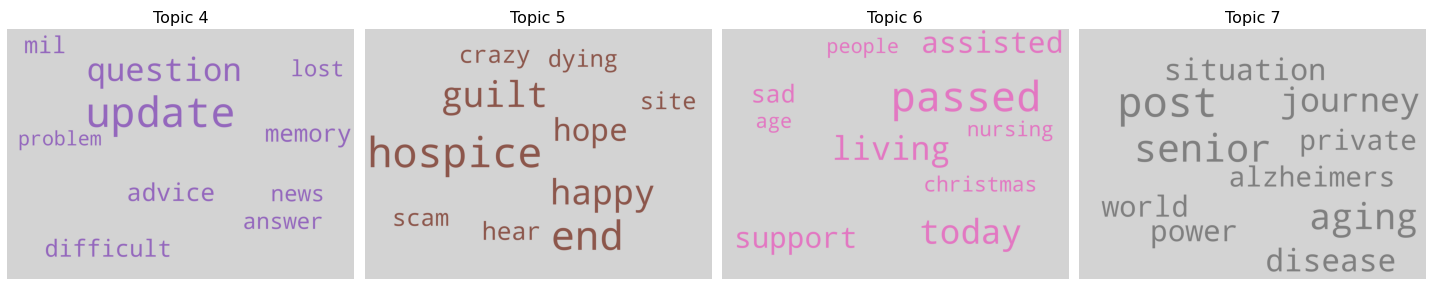 Topic 4
mil
question
lost
update
problem
memory
advice
news
answer
difficult
Topic 5
crazy
dying
guilt
site
hope
hospice
happy
scam
hear
end
Topic 6
people
assisted
sad
passed
age
nursing
living
christmas
support
today
Topic 7
situation
post
journey
senior
private
alzheimers
world
aging
power
disease